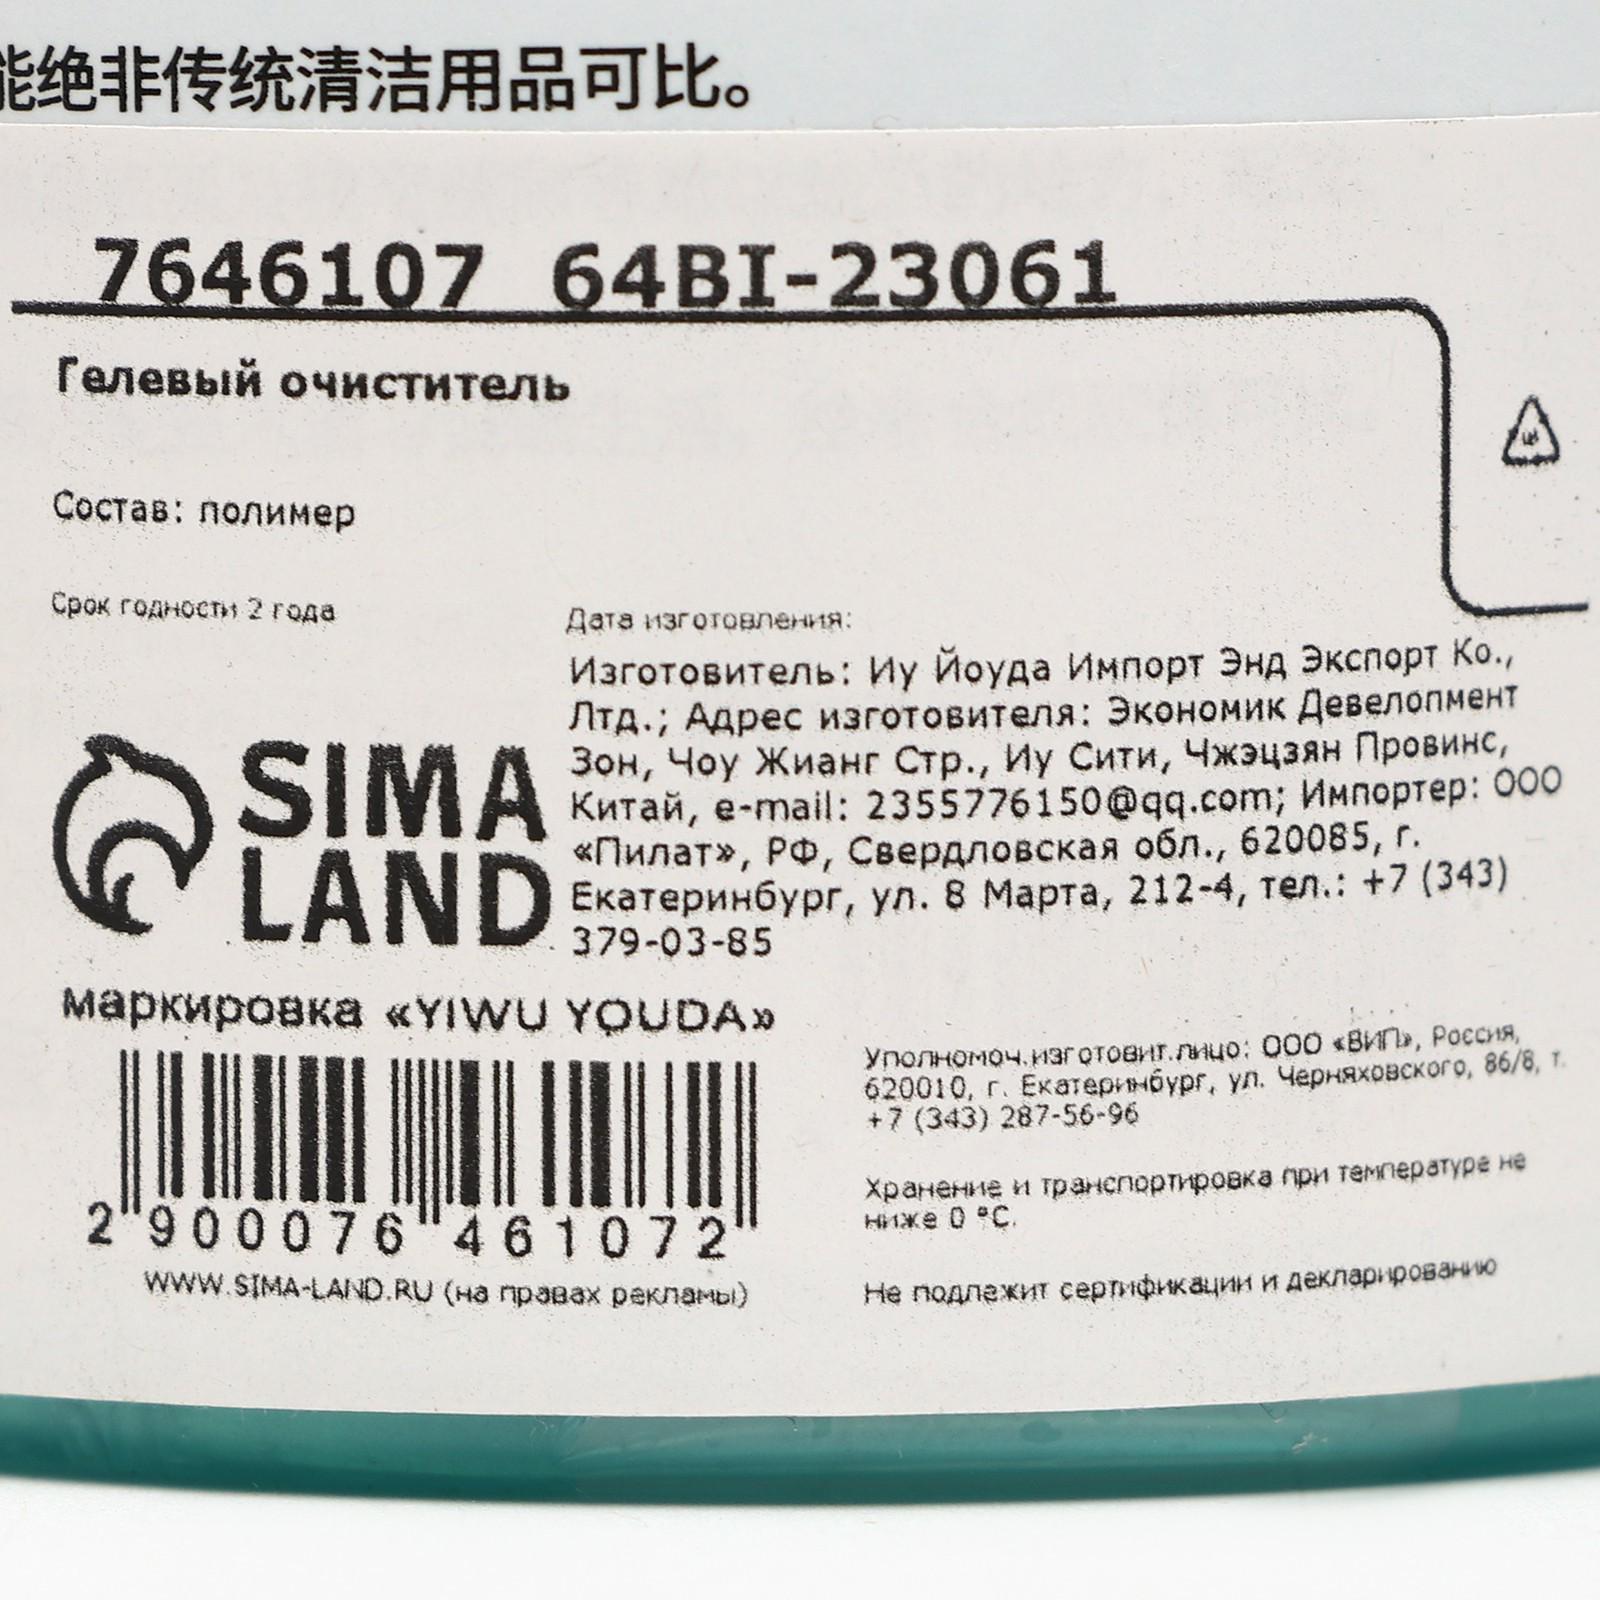 能绝非传统清洁用品可比。
7646107 64BI-23061
Гелевый очиститель
Состав: полимер
Срок годности 2 года
Дата изготовления:
Изготовитель: Иу Йоуда Импорт Энд Экспорт Ко.,
Лтд.; Адрес изготовителя: Экономик Девелопмент
Зон, Чоу Жианг Стр., Иу Сити, Чжэцзян Провинс,
Китай, e-mail: 2355776150@qq.com; Импортер: ООО
«Пилат», РФ, Свердловская обл., 620085, г.
Екатеринбург, ул. 8 Марта, 212-4, тел.: +7 (343)
379-03-85
SIMA
LAND
маркировка «YIWU YOUDA»
2 900076 461072
WWW.SIMA-LAND.RU (на правах рекламы)
Уполномоч.изготовит.лицо: ООО «ВИП», Россия,
620010, г. Екатеринбург, ул. Черняховского, 86/8, т.
+7 (343) 287-56-96
Хранение и транспортировка при температуре не
ниже 0 °С.
Не подлежит сертификации и декларированию